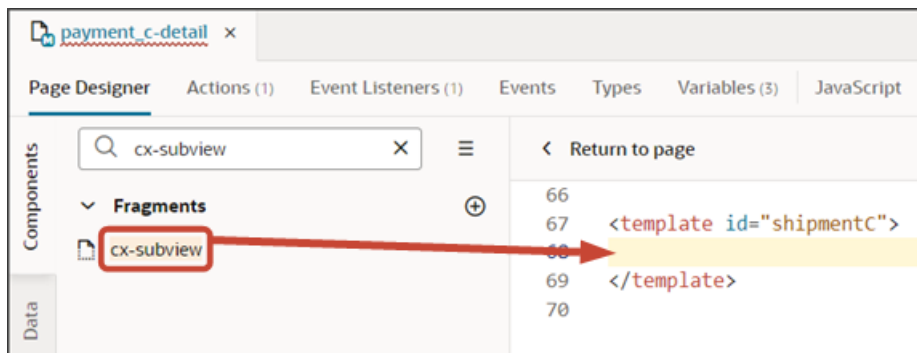 payment_c-detail ×
Page Designer Actions (1) Event Listeners (1) Events Types Variables (3) JavaScript
Components
Data
cx-subview ×
Fragments
cx-subview
Return to page
66
67 <template id="shipmentC">
68
69 </template>
70